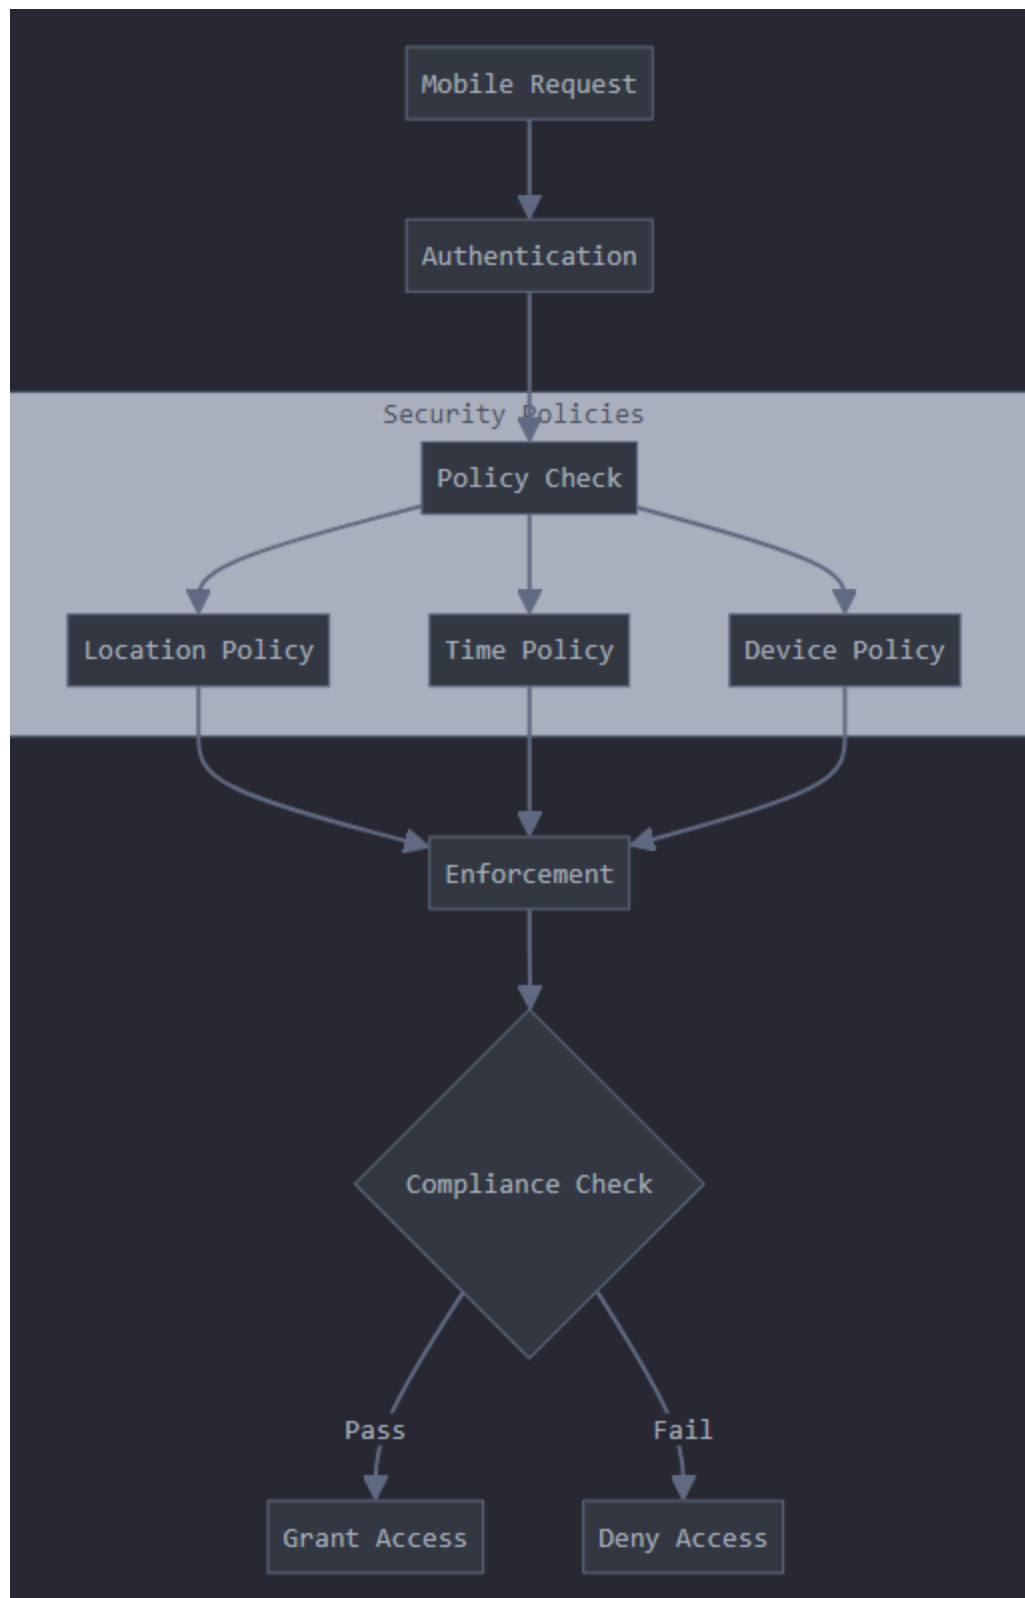 Mobile Request
Authentication
Security Policies
Policy Check
Location Policy
Time Policy
Device Policy
Enforcement
Compliance Check
Pass
Fail
Grant Access
Deny Access